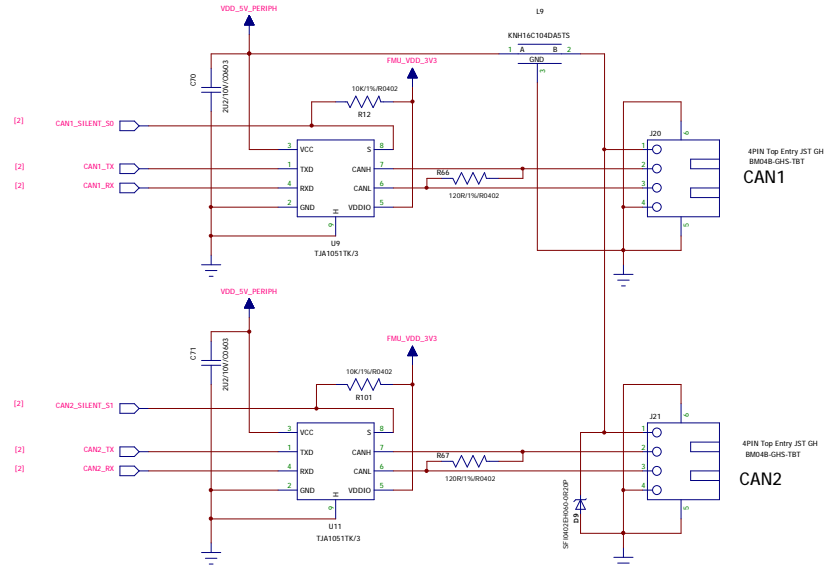 VDD_5V_PERIPH
L9
KNH16C104DA5TS
1 A B 2
GND
3
FMU_VDD_3V3
C70
2U2/10V/C0603
10K/1%/R0402
R12
[2] CAN1_SILENT_S0
3 VCC S 8
[2] CAN1_TX
1 TXD CANH 7
[2] CAN1_RX
4 RXD CANL 6
2 GND VDDIO 5
H
9
U9
TJA1051TK/3
R66
120R/1%/R0402
J20
6
1
2
3
4
5
4PIN Top Entry JST GH
BM04B-GHS-TBT
CAN1
VDD_5V_PERIPH
FMU_VDD_3V3
C71
2U2/10V/C0603
10K/1%/R0402
R101
[2] CAN2_SILENT_S1
3 VCC S 8
[2] CAN2_TX
1 TXD CANH 7
[2] CAN2_RX
4 RXD CANL 6
2 GND VDDIO 5
H
9
U11
TJA1051TK/3
R67
120R/1%/R0402
D9
SFI0402EH060-0R20P
J21
6
1
2
3
4
5
4PIN Top Entry JST GH
BM04B-GHS-TBT
CAN2